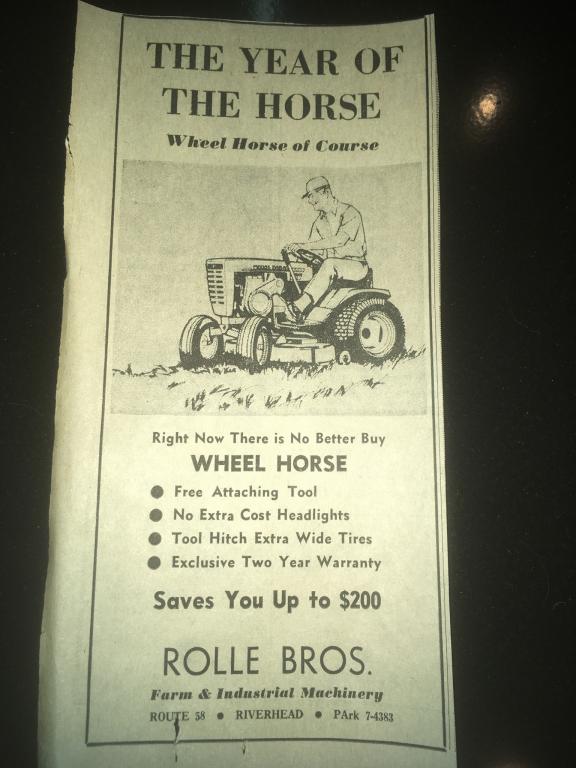 THE YEAR OF
THE HORSE
Wheel Horse of Course
Right Now There is No Better Buy
WHEEL HORSE
● Free Attaching Tool
● No Extra Cost Headlights
● Tool Hitch Extra Wide Tires
● Exclusive Two Year Warranty
Saves You Up to $200
ROLLE BROS.
Farm & Industrial Machinery
ROUTE 58 ● RIVERHEAD ● PArk 7-4383